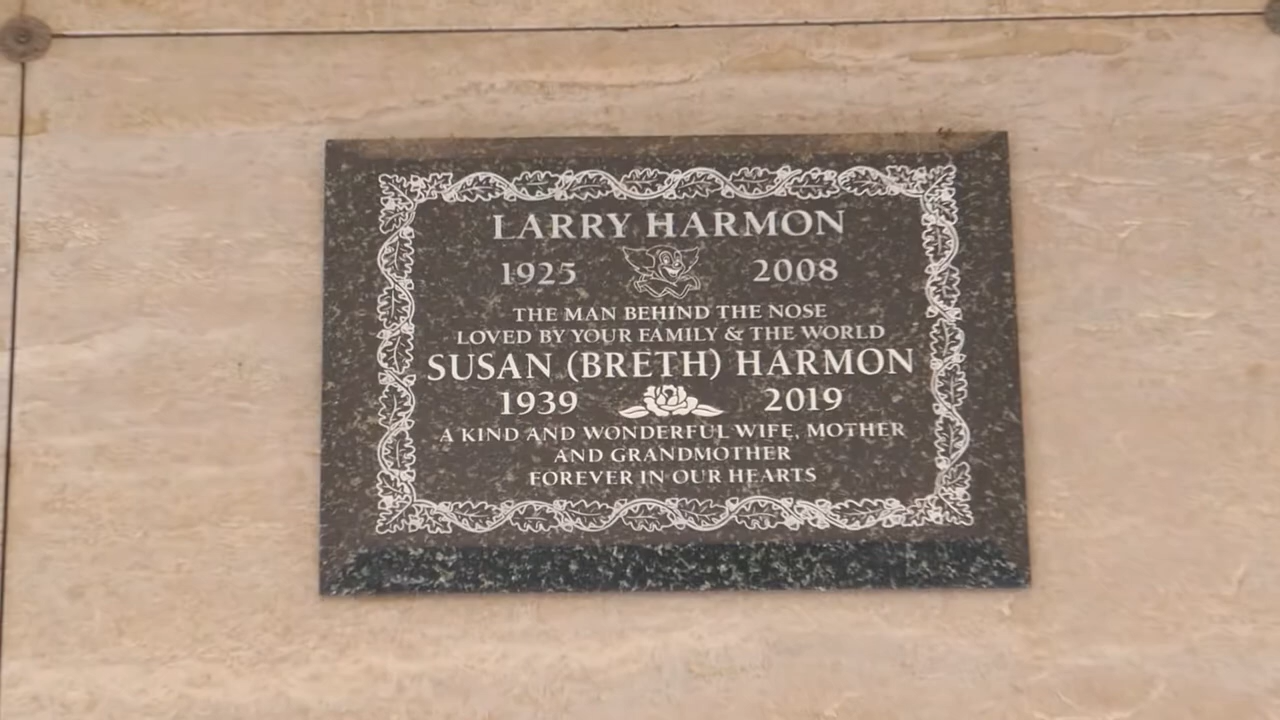 LARRY HARMON
1925 2008
THE MAN BEHIND THE NOSE
LOVED BY YOUR FAMILY & THE WORLD
SUSAN (BRETH) HARMON
1939 2019
A KIND AND WONDERFUL WIFE, MOTHER
AND GRANDMOTHER
FOREVER IN OUR HEARTS